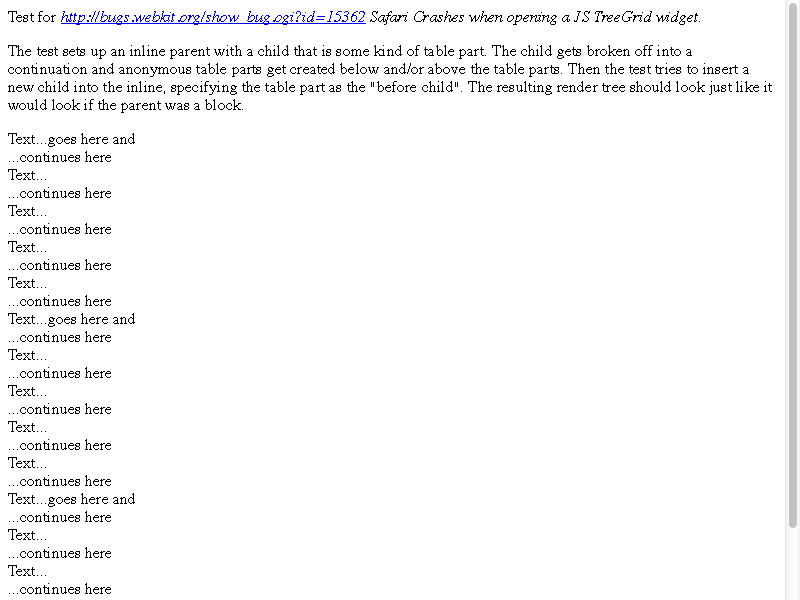 Test for http://bugs.webkit.org/show_bug.cgi?id=15362 Safari Crashes when opening a JS TreeGrid widget.
The test sets up an inline parent with a child that is some kind of table part. The child gets broken off into a
continuation and anonymous table parts get created below and/or above the table parts. Then the test tries to insert a
new child into the inline, specifying the table part as the "before child". The resulting render tree should look just like it
would look if the parent was a block.
Text...goes here and
...continues here
Text...
...continues here
Text...
...continues here
Text...
...continues here
Text...
...continues here
Text...goes here and
...continues here
Text...
...continues here
Text...
...continues here
Text...
...continues here
Text...
...continues here
Text...goes here and
...continues here
Text...
...continues here
Text...
...continues here